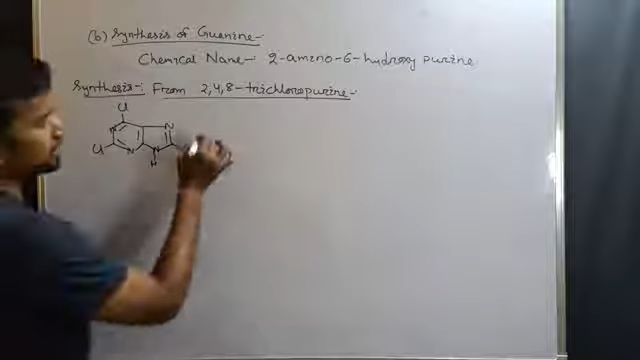 (b) Synthesis of Guanine:-
Chemical Name:- 2-amino-6-hydroxy purine
Synthesis:- From 2,4,8-trichloropurine:-
Cl
N
N
Cl
N
N
H